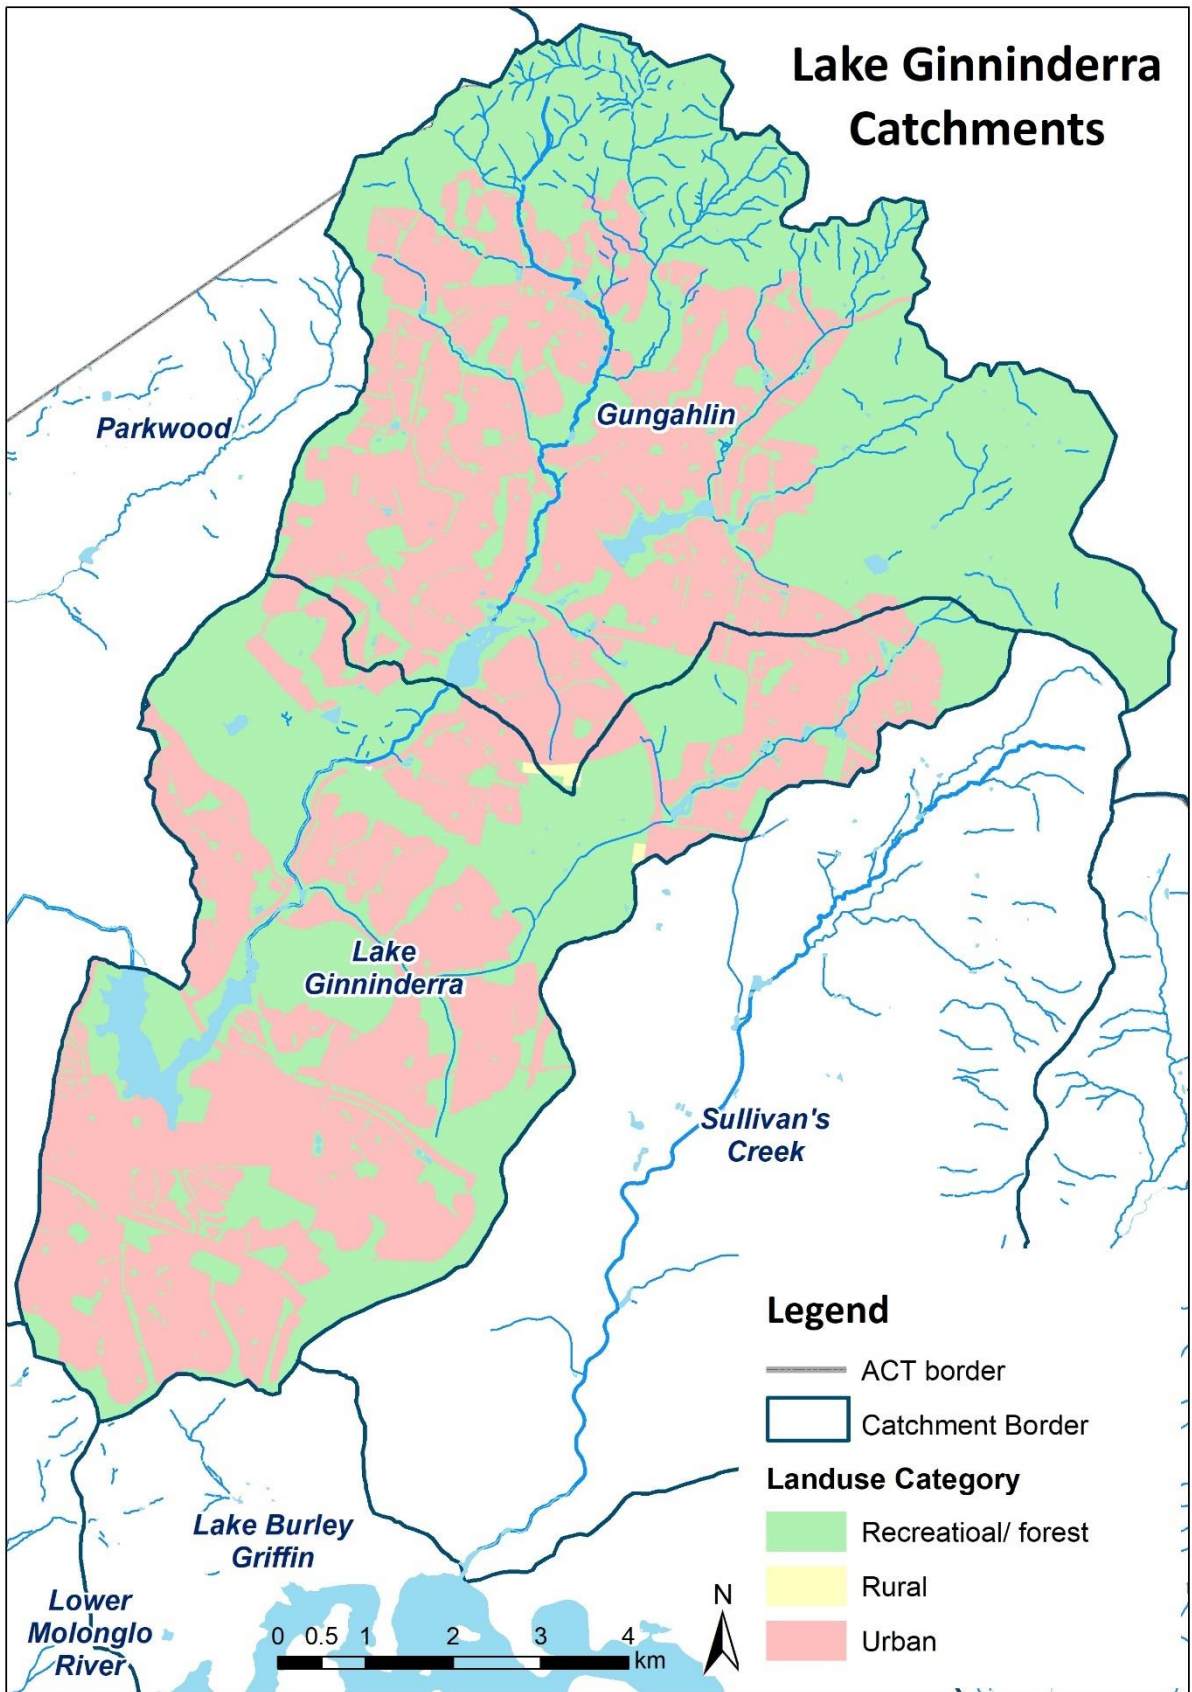 Lake Ginninderra
Catchments
Parkwood
Gungahlin
Lake
Ginninderra
Sullivan's
Creek
Legend
ACT border
Catchment Border
Landuse Category
Recreatioal/ forest
Rural
Urban
Lake Burley
Griffin
Lower
Molonglo
River
N
0 0.5 1 2 3 4
km